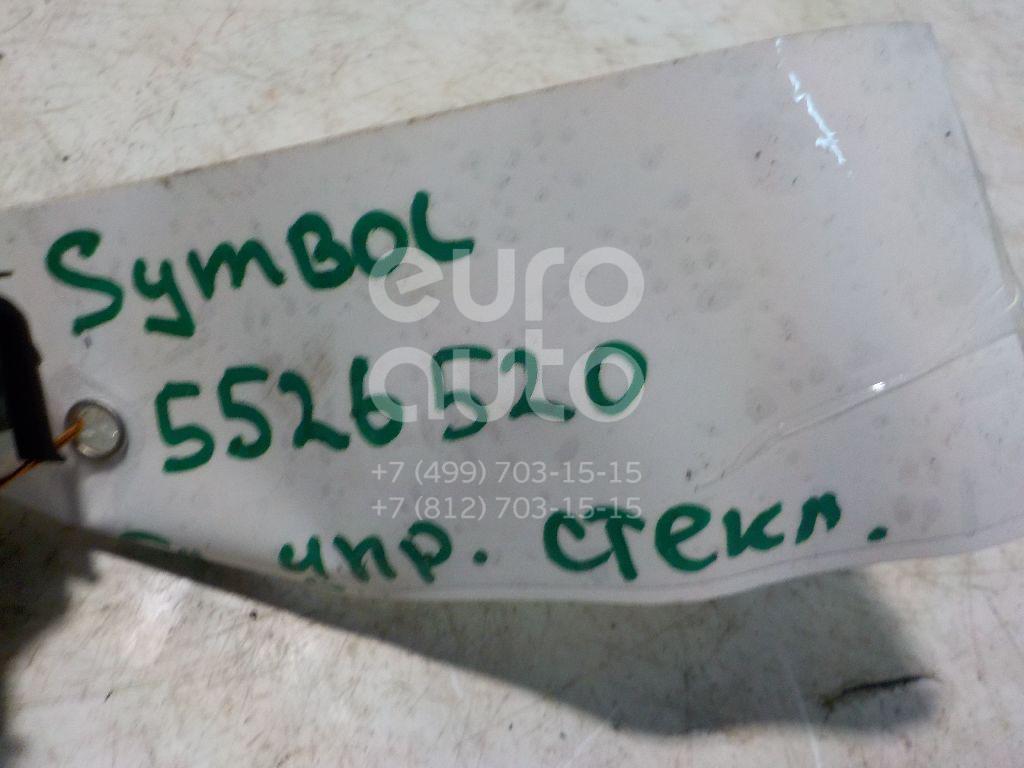 SymBOL
euro
auto
5526520
+7 (499) 703-15-15
+7 (812) 703-15-15
упр. стекл.